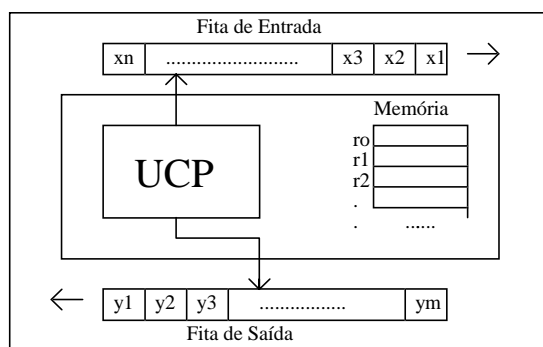 Fita de Entrada
xn ........................... x3 x2 x1
Memória
UCP
ro
r1
r2
.
. ......
y1 y2 y3 ................. ym
Fita de Saída